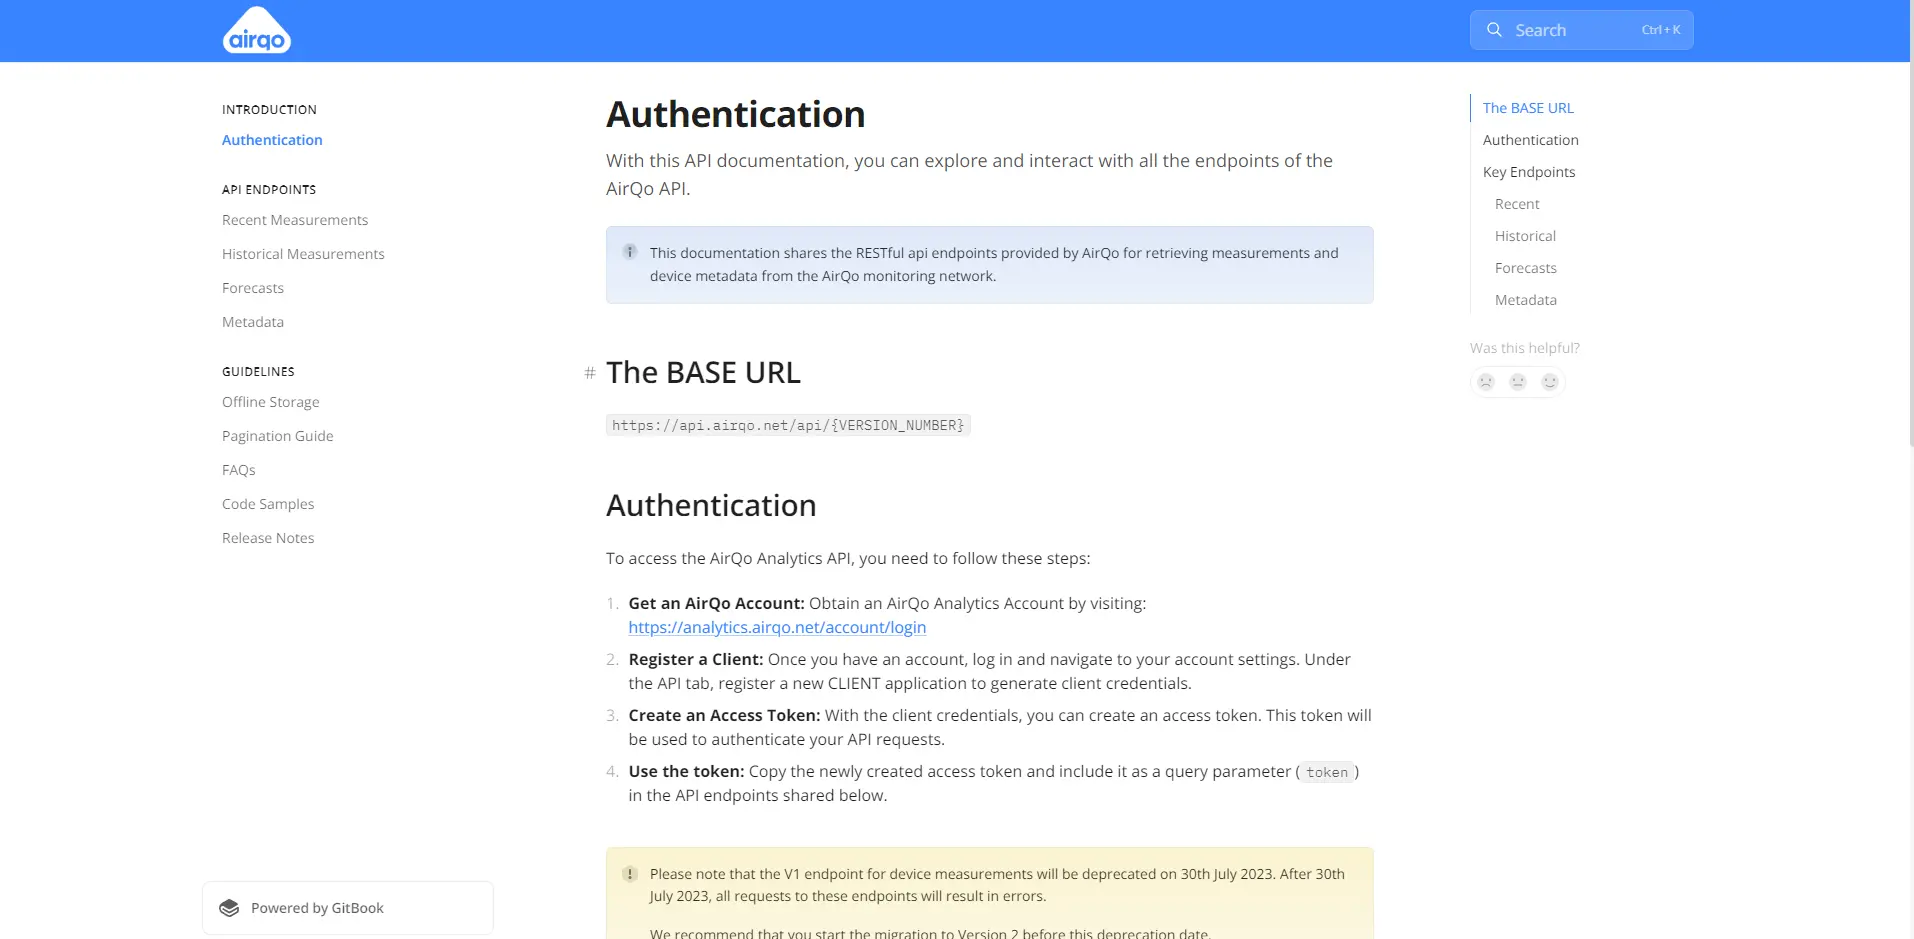 airqo
Search
Ctrl + K
INTRODUCTION
Authentication
API ENDPOINTS
Recent Measurements
Historical Measurements
Forecasts
Metadata
GUIDELINES
Offline Storage
Pagination Guide
FAQs
Code Samples
Release Notes
Powered by GitBook
Authentication
With this API documentation, you can explore and interact with all the endpoints of the
AirQo API.
This documentation shares the RESTful api endpoints provided by AirQo for retrieving measurements and
device metadata from the AirQo monitoring network.
# The BASE URL
https://api.airqo.net/api/{VERSION_NUMBER}
Authentication
To access the AirQo Analytics API, you need to follow these steps:
1. Get an AirQo Account: Obtain an AirQo Analytics Account by visiting:
https://analytics.airqo.net/account/login
2. Register a Client: Once you have an account, log in and navigate to your account settings. Under
the API tab, register a new CLIENT application to generate client credentials.
3. Create an Access Token: With the client credentials, you can create an access token. This token will
be used to authenticate your API requests.
4. Use the token: Copy the newly created access token and include it as a query parameter ( token )
in the API endpoints shared below.
Please note that the V1 endpoint for device measurements will be deprecated on 30th July 2023. After 30th
July 2023, all requests to these endpoints will result in errors.
We recommend that you start the migration to Version 2 before this deprecation date.
The BASE URL
Authentication
Key Endpoints
Recent
Historical
Forecasts
Metadata
Was this helpful?